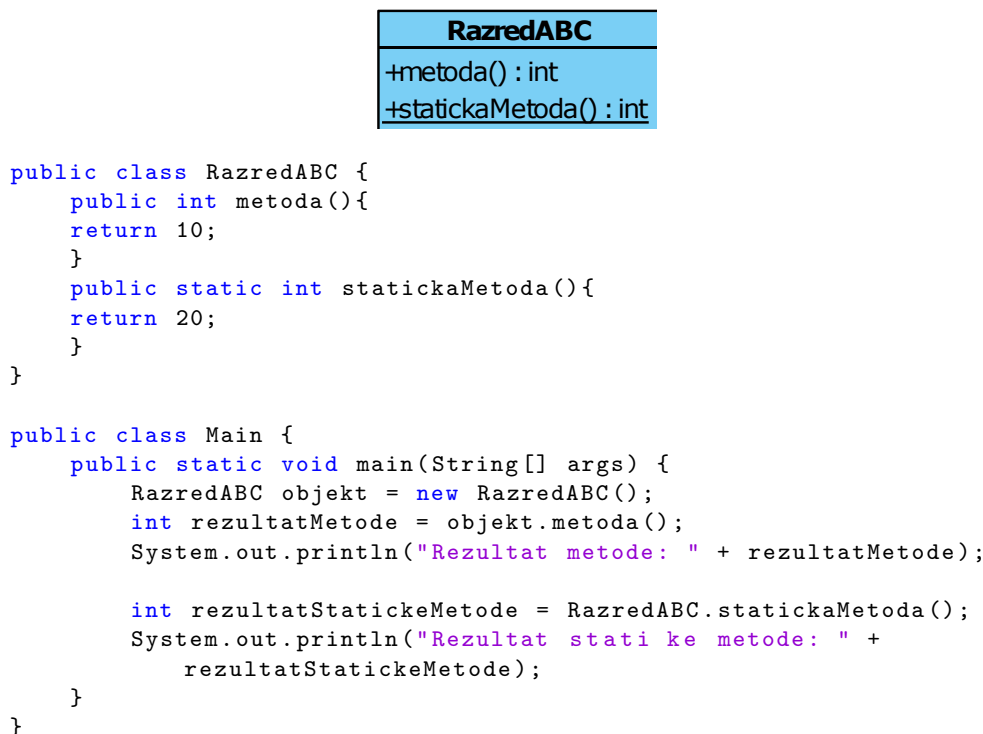 RazredABC
+metoda() : int
+statickaMetoda() : int
public class RazredABC {
public int metoda(){
return 10;
}
public static int statickaMetoda(){
return 20;
}
}
public class Main {
public static void main(String[] args) {
RazredABC objekt = new RazredABC();
int rezultatMetode = objekt.metoda();
System.out.println("Rezultat metode: " + rezultatMetode);
int rezultatStatickeMetode = RazredABC.statickaMetoda();
System.out.println("Rezultat stati ke metode: " +
rezultatStatickeMetode);
}
}